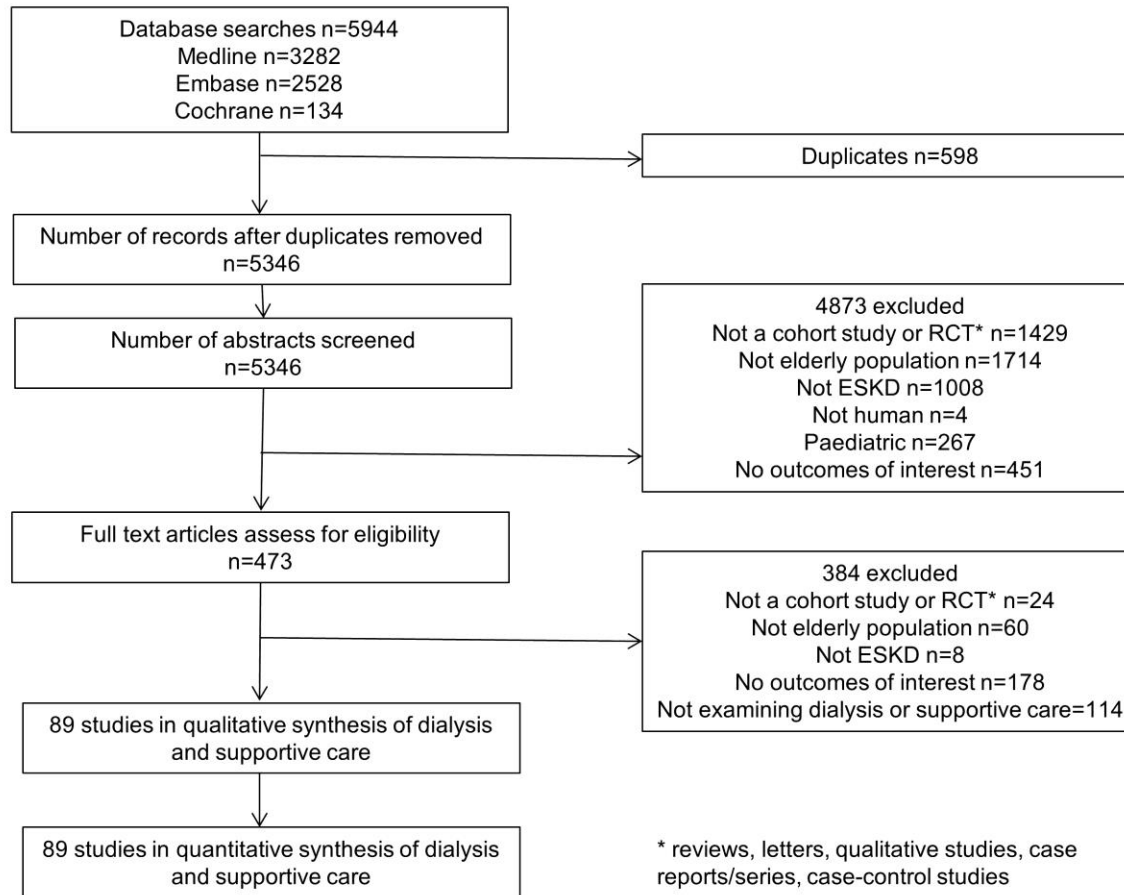 Database searches n=5944
Medline n=3282
Embase n=2528
Cochrane n=134
Duplicates n=598
Number of records after duplicates removed
n=5346
Number of abstracts screened
n=5346
4873 excluded
Not a cohort study or RCT* n=1429
Not elderly population n=1714
Not ESKD n=1008
Not human n=4
Paediatric n=267
No outcomes of interest n=451
Full text articles assess for eligibility
n=473
384 excluded
Not a cohort study or RCT* n=24
Not elderly population n=60
Not ESKD n=8
No outcomes of interest n=178
Not examining dialysis or supportive care=114
89 studies in qualitative synthesis of dialysis
and supportive care
89 studies in quantitative synthesis of dialysis
and supportive care
* reviews, letters, qualitative studies, case
reports/series, case-control studies